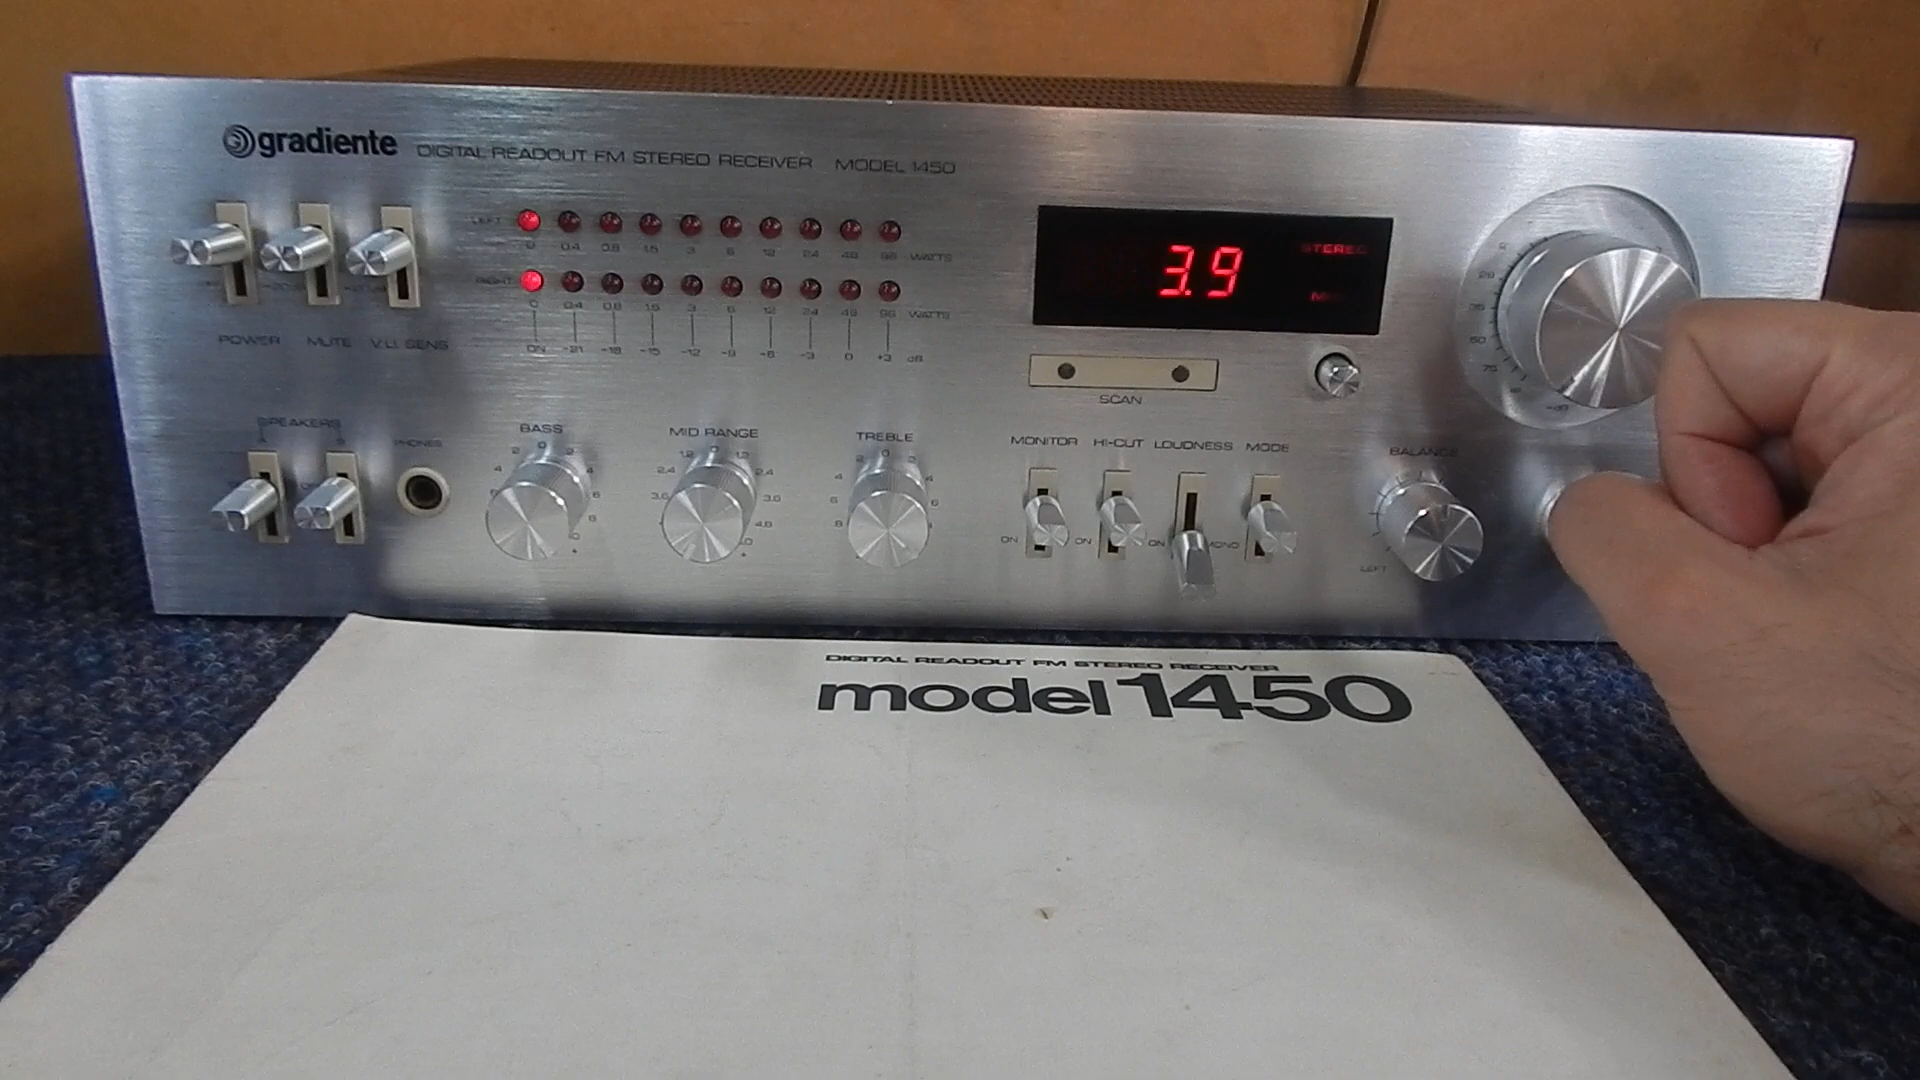 gradiente DIGITAL READOUT FM STEREO RECEIVER MODEL 1450
LEFT
0 0.4 0.8 1.5 3 6 12 24 48 96 WATTS
RIGHT
0 0.4 0.8 1.5 3 6 12 24 48 96 WATTS
ON -21 -18 -15 -12 -9 -6 -3 0 +3 dB
3.9
STEREO
POWER MUTE V.U. SENS
SCAN
SPEAKERS
A B
PHONES
BASS
MID RANGE
TREBLE
MONITOR HI-CUT LOUDNESS MODE
ON ON ON MONO
BALANCE
LEFT
-dB
DIGITAL READOUT FM STEREO RECEIVER
model 1450